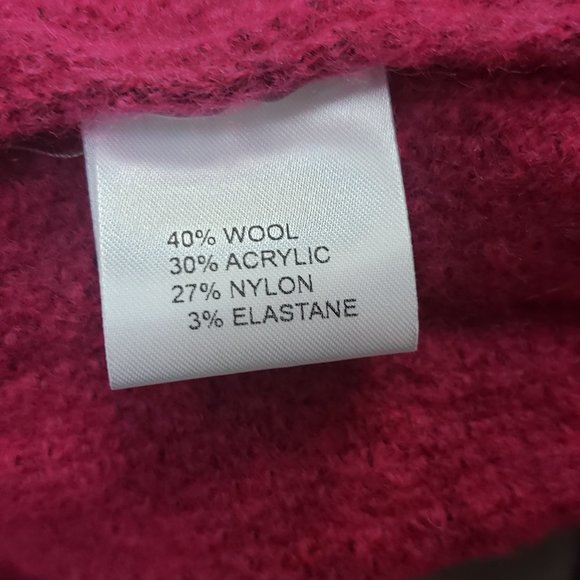 40% WOOL
30% ACRYLIC
27% NYLON
3% ELASTANE